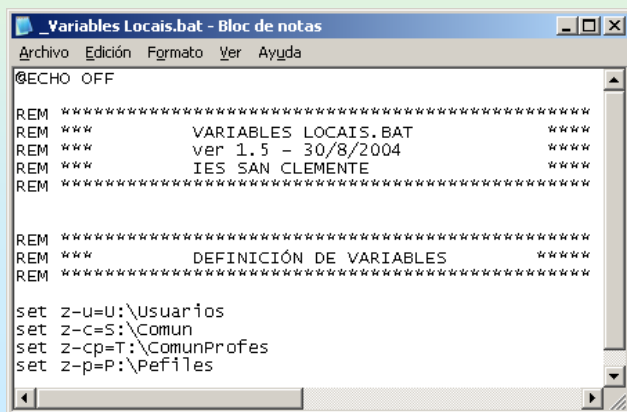 _Variables Locais.bat - Bloc de notas
Archivo Edición Formato Ver Ayuda
@ECHO OFF
REM ************************************************
REM *** VARIABLES LOCAIS.BAT ****
REM *** ver 1.5 - 30/8/2004 ****
REM *** IES SAN CLEMENTE ****
REM ************************************************
REM ************************************************
REM *** DEFINICIÓN DE VARIABLES *****
REM ************************************************
set z-u=U:\Usuarios
set z-c=S:\Comun
set z-cp=T:\ComunProfes
set z-p=P:\Pefiles